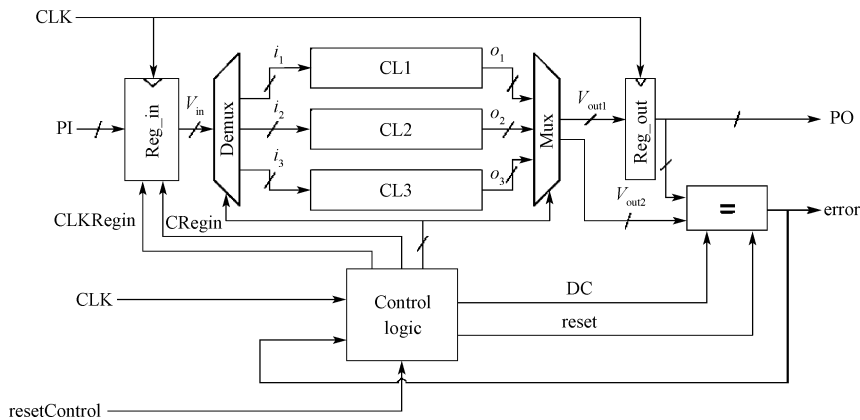 CLK
PI
Reg_in
V_in
Demux
i_1
i_2
i_3
CL1
CL2
CL3
o_1
o_2
o_3
Mux
V_out1
Reg_out
PO
V_out2
=
error
CLKRegin
CRegin
CLK
Control
logic
DC
reset
resetControl